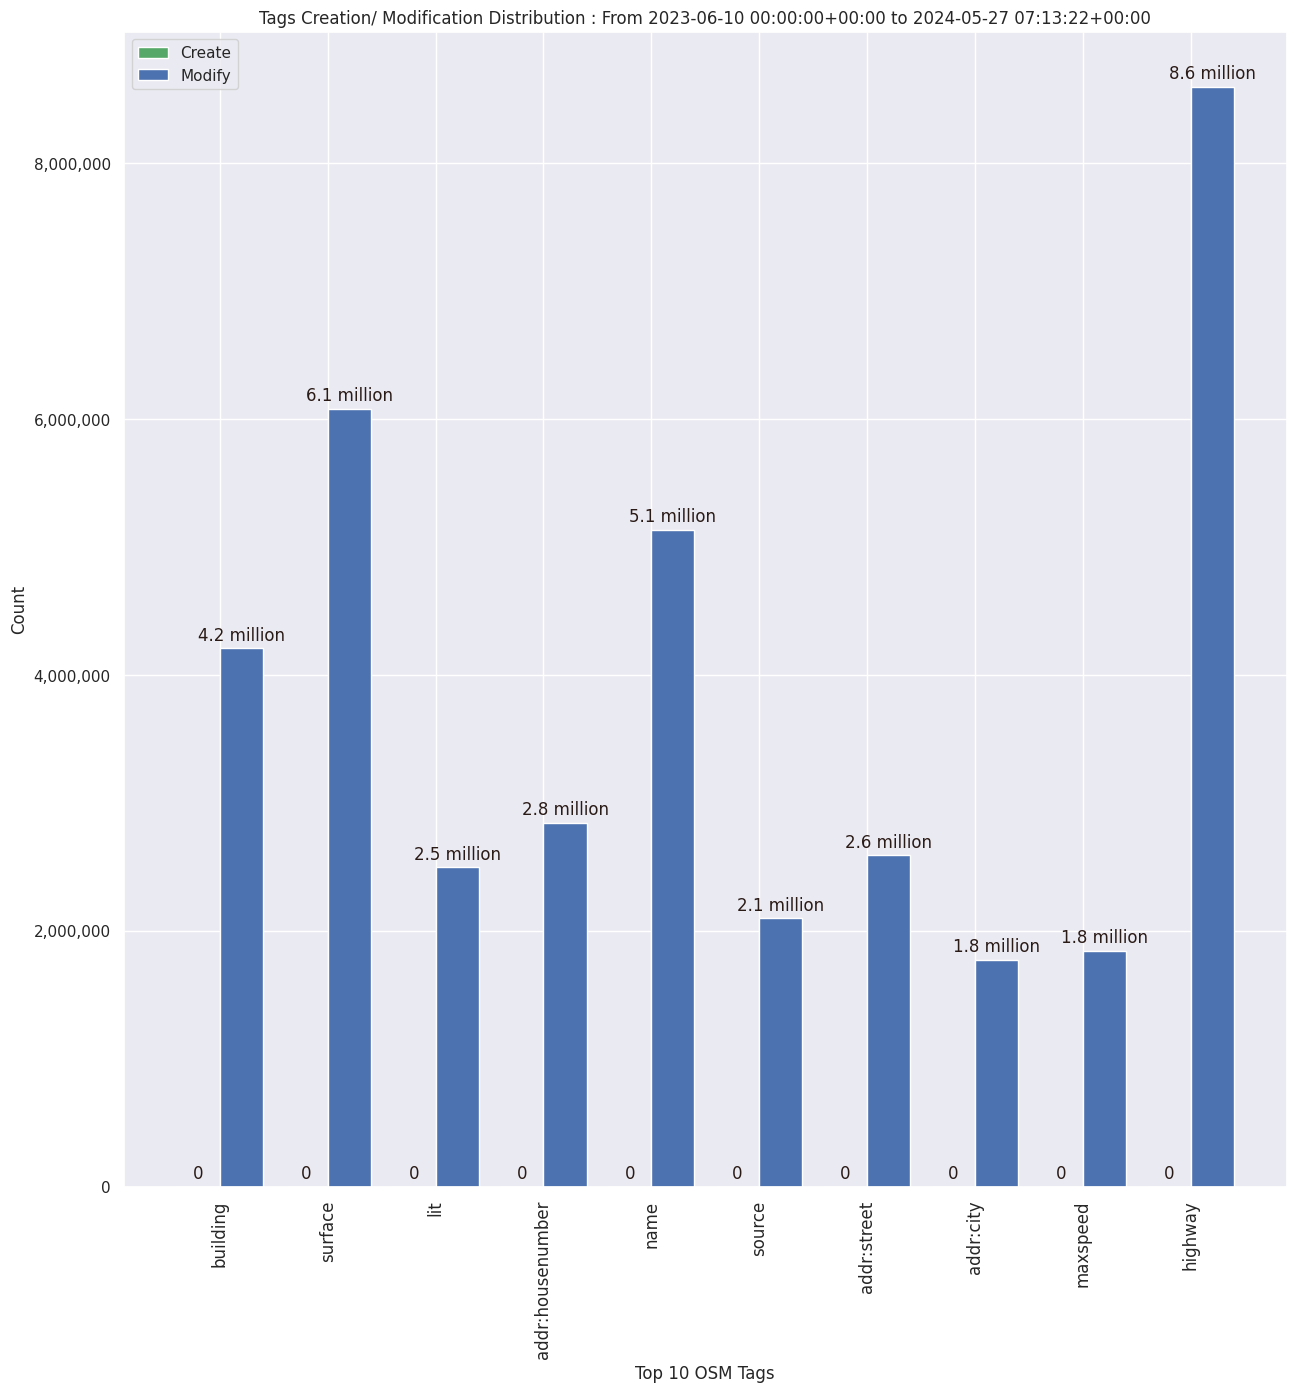 Tags Creation/ Modification Distribution : From 2023-06-10 00:00:00+00:00 to 2024-05-27 07:13:22+00:00
Create
Modify
8.6 million
8,000,000
6.1 million
6,000,000
5.1 million
4.2 million
4,000,000
2.8 million
2.6 million
2.5 million
2.1 million
2,000,000
1.8 million
1.8 million
0 0 0 0 0 0 0 0 0 0
0
Count
building
surface
lit
addr:housenumber
name
source
addr:street
addr:city
maxspeed
highway
Top 10 OSM Tags